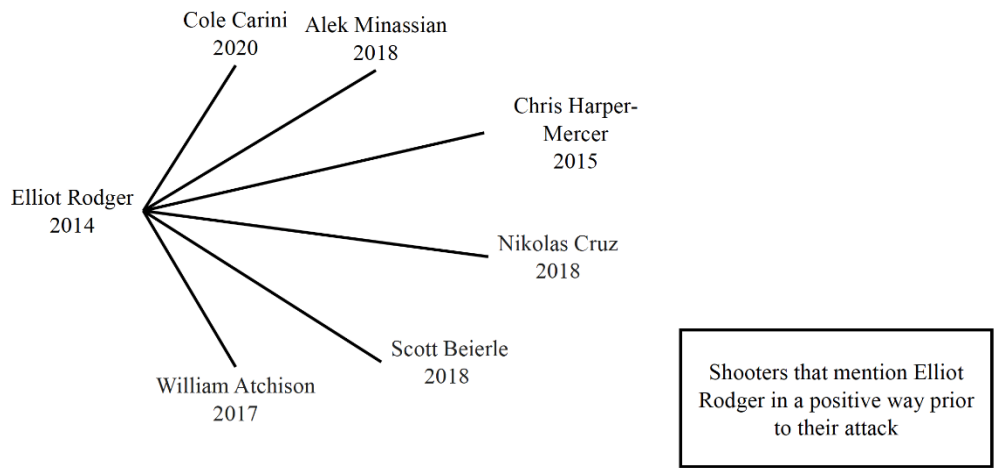 Cole Carini
2020
Alek Minassian
2018
Chris Harper-
Mercer
2015
Elliot Rodger
2014
Nikolas Cruz
2018
Scott Beierle
2018
William Atchison
2017
Shooters that mention Elliot
Rodger in a positive way prior
to their attack